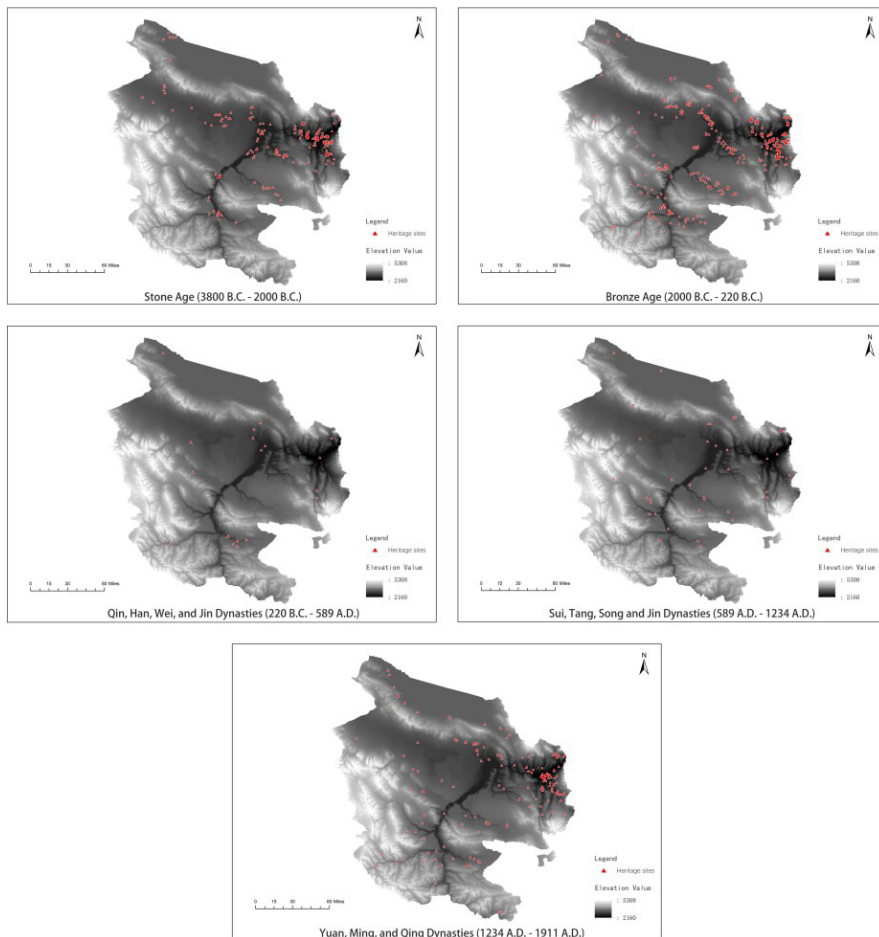 N
Legend
Heritage sites
Elevation Value
: 5308
: 2160
0 15 30 60 Miles
Stone Age (3800 B.C. - 2000 B.C.)
N
Legend
Heritage sites
Elevation Value
: 5308
: 2160
0 15 30 60 Miles
Bronze Age (2000 B.C. - 220 B.C.)
N
Legend
Heritage sites
Elevation Value
: 5308
: 2160
0 15 30 60 Miles
Qin, Han, Wei, and Jin Dynasties (220 B.C. - 589 A.D.)
N
Legend
Heritage sites
Elevation Value
: 5308
: 2160
0 15 30 60 Miles
Sui, Tang, Song and Jin Dynasties (589 A.D. - 1234 A.D.)
N
Legend
Heritage sites
Elevation Value
: 5308
: 2160
0 15 30 60 Miles
Yuan, Ming, and Qing Dynasties (1234 A.D. - 1911 A.D.)